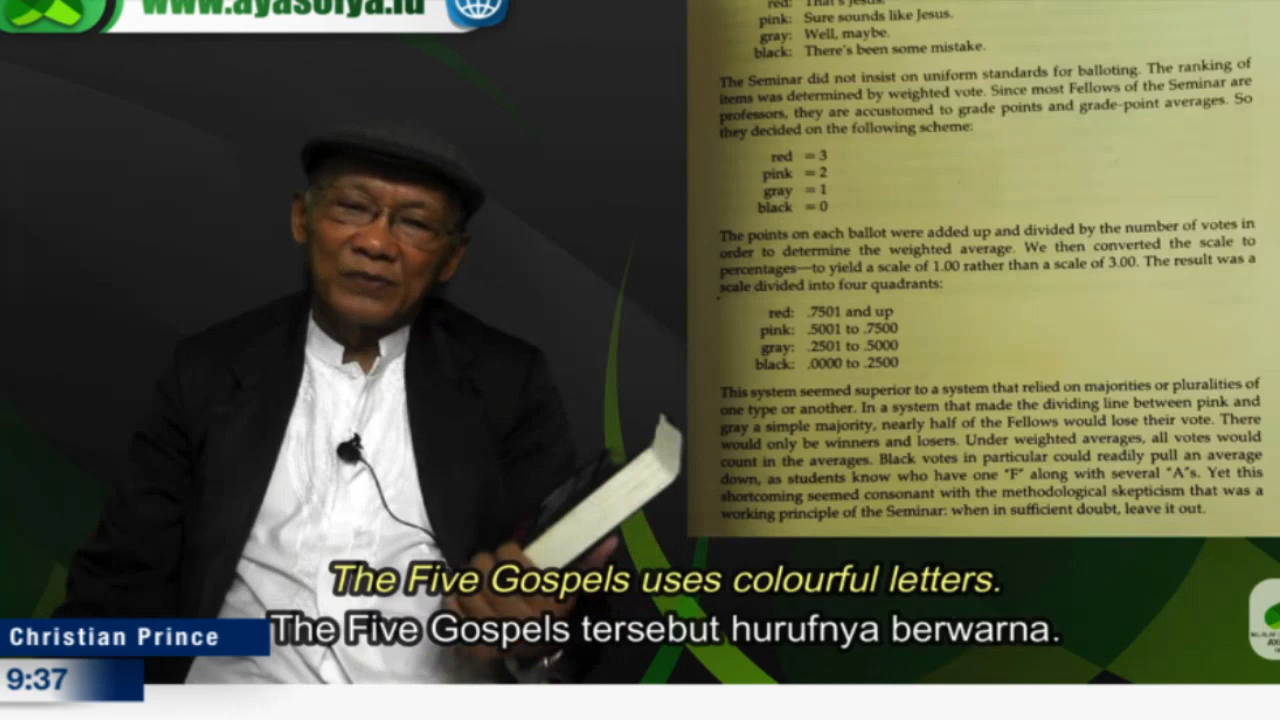 www.ayasofya.id
red: That's Jesus.
pink: Sure sounds like Jesus.
gray: Well, maybe.
black: There's been some mistake.
The Seminar did not insist on uniform standards for balloting. The ranking of
items was determined by weighted vote. Since most Fellows of the Seminar are
professors, they are accustomed to grade points and grade-point averages. So
they decided on the following scheme:
red = 3
pink = 2
gray = 1
black = 0
The points on each ballot were added up and divided by the number of votes in
order to determine the weighted average. We then converted the scale to
percentages—to yield a scale of 1.00 rather than a scale of 3.00. The result was a
scale divided into four quadrants:
red: .7501 and up
pink: .5001 to .7500
gray: .2501 to .5000
black: .0000 to .2500
This system seemed superior to a system that relied on majorities or pluralities of
one type or another. In a system that made the dividing line between pink and
gray a simple majority, nearly half of the Fellows would lose their vote. There
would only be winners and losers. Under weighted averages, all votes would
count in the averages. Black votes in particular could readily pull an average
down, as students know who have one "F" along with several "A"s. Yet this
shortcoming seemed consonant with the methodological skepticism that was a
working principle of the Seminar: when in sufficient doubt, leave it out.
The Five Gospels uses colourful letters.
The Five Gospels tersebut hurufnya berwarna.
Christian Prince
9:37